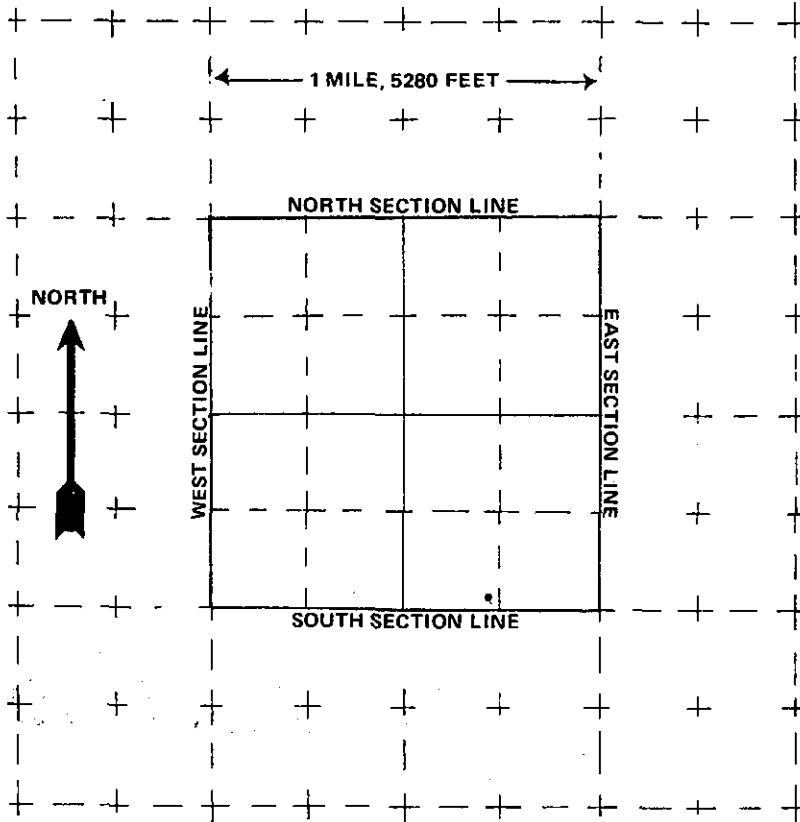 1 MILE, 5280 FEET
NORTH SECTION LINE
NORTH
WEST SECTION LINE
EAST SECTION LINE
SOUTH SECTION LINE